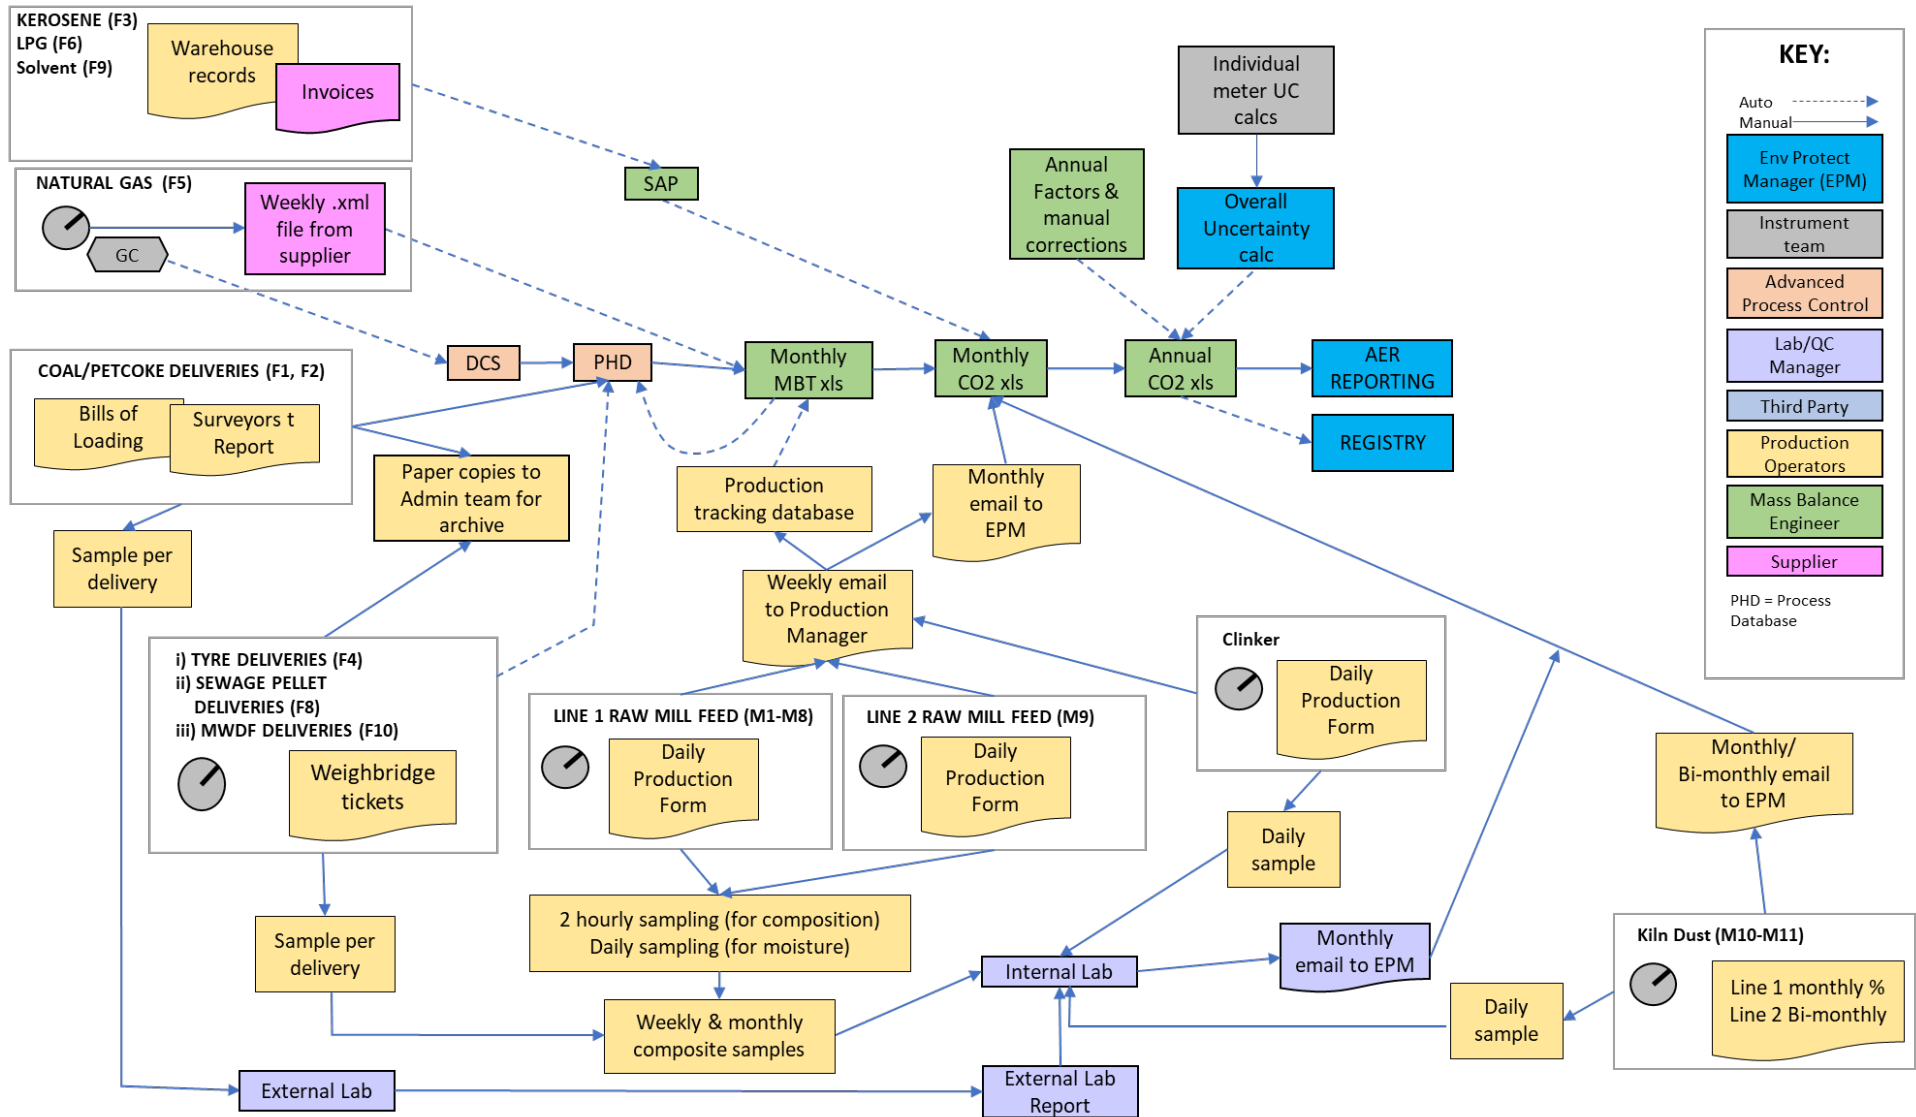 KEROSENE (F3)
LPG (F6)
Solvent (F9)
Warehouse
records
Invoices
NATURAL GAS (F5)
GC
Weekly .xml
file from
supplier
SAP
Individual
meter UC
calcs
Annual
Factors &
manual
corrections
Overall
Uncertainty
calc
DCS
PHD
Monthly
MBT xls
Monthly
CO2 xls
Annual
CO2 xls
AER
REPORTING
REGISTRY
COAL/PETCOKE DELIVERIES (F1, F2)
Bills of
Loading
Surveyors t
Report
Paper copies to
Admin team for
archive
Production
tracking database
Monthly
email to
EPM
Sample per
delivery
Weekly email
to Production
Manager
i) TYRE DELIVERIES (F4)
ii) SEWAGE PELLET
DELIVERIES (F8)
iii) MWDF DELIVERIES (F10)
Weighbridge
tickets
LINE 1 RAW MILL FEED (M1-M8)
Daily
Production
Form
LINE 2 RAW MILL FEED (M9)
Daily
Production
Form
Clinker
Daily
Production
Form
Monthly/
Bi-monthly email
to EPM
Daily
sample
Sample per
delivery
2 hourly sampling (for composition)
Daily sampling (for moisture)
Weekly & monthly
composite samples
Internal Lab
Monthly
email to EPM
Daily
sample
Kiln Dust (M10-M11)
Line 1 monthly %
Line 2 Bi-monthly
External Lab
External Lab
Report
KEY:
Auto
Manual
Env Protect
Manager (EPM)
Instrument
team
Advanced
Process Control
Lab/QC
Manager
Third Party
Production
Operators
Mass Balance
Engineer
Supplier
PHD = Process
Database